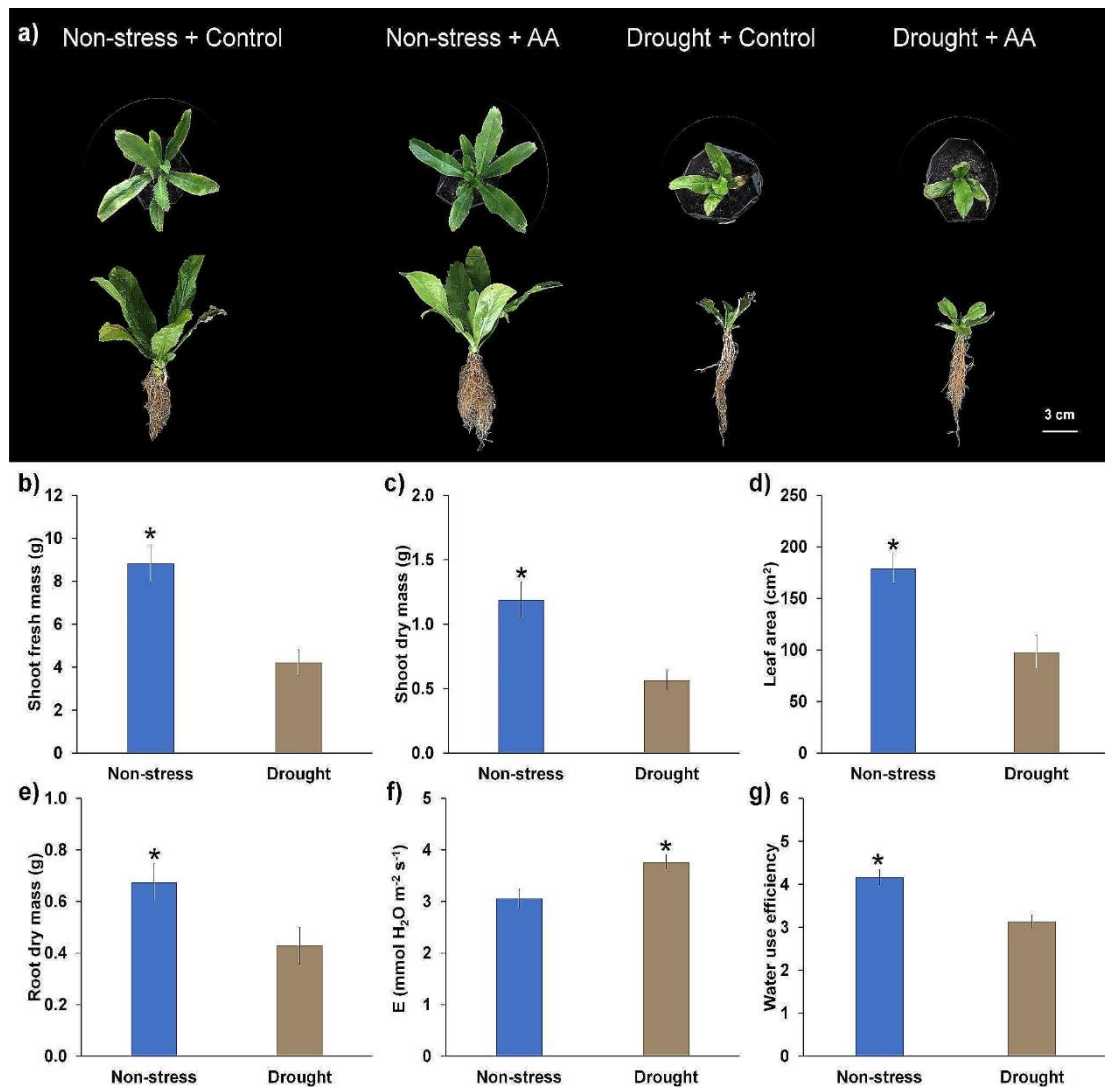 a) Non-stress + Control Non-stress + AA Drought + Control Drought + AA
3 cm
b)
Shoot fresh mass (g)
12
10
8
6
4
2
0
*
Non-stress Drought
c)
Shoot dry mass (g)
2.0
1.5
1.0
0.5
0.0
*
Non-stress Drought
d)
Leaf area (cm²)
250
200
150
100
50
0
*
Non-stress Drought
e)
Root dry mass (g)
1.0
0.8
0.6
0.4
0.2
0.0
*
Non-stress Drought
f)
E (mmol H₂O m⁻² s⁻¹)
5
4
3
2
1
0
*
Non-stress Drought
g)
Water use efficiency
6
5
4
3
2
1
0
*
Non-stress Drought